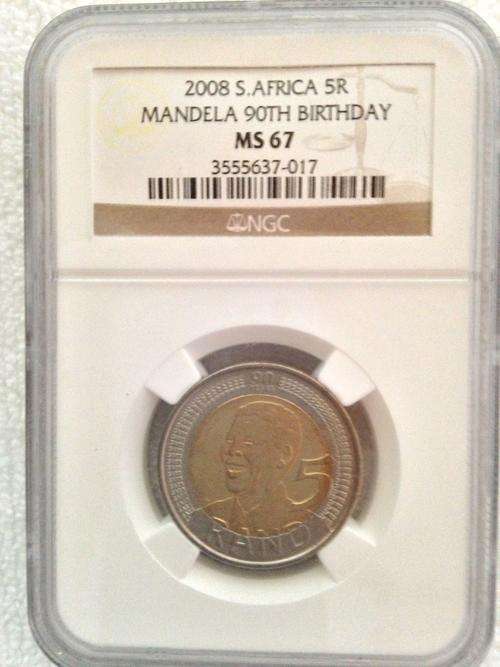 2008 S.AFRICA 5R
MANDELA 90TH BIRTHDAY
MS 67
3555637-017
NGC
90
5
RAND